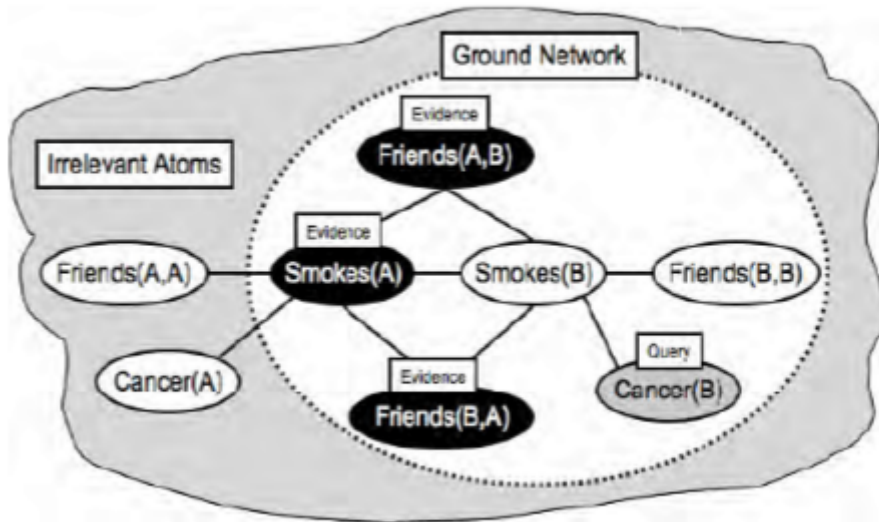 Ground Network
Evidence
Friends(A,B)
Irrelevant Atoms
Evidence
Friends(A,A)
Smokes(A)
Smokes(B)
Friends(B,B)
Query
Cancer(A)
Evidence
Cancer(B)
Friends(B,A)